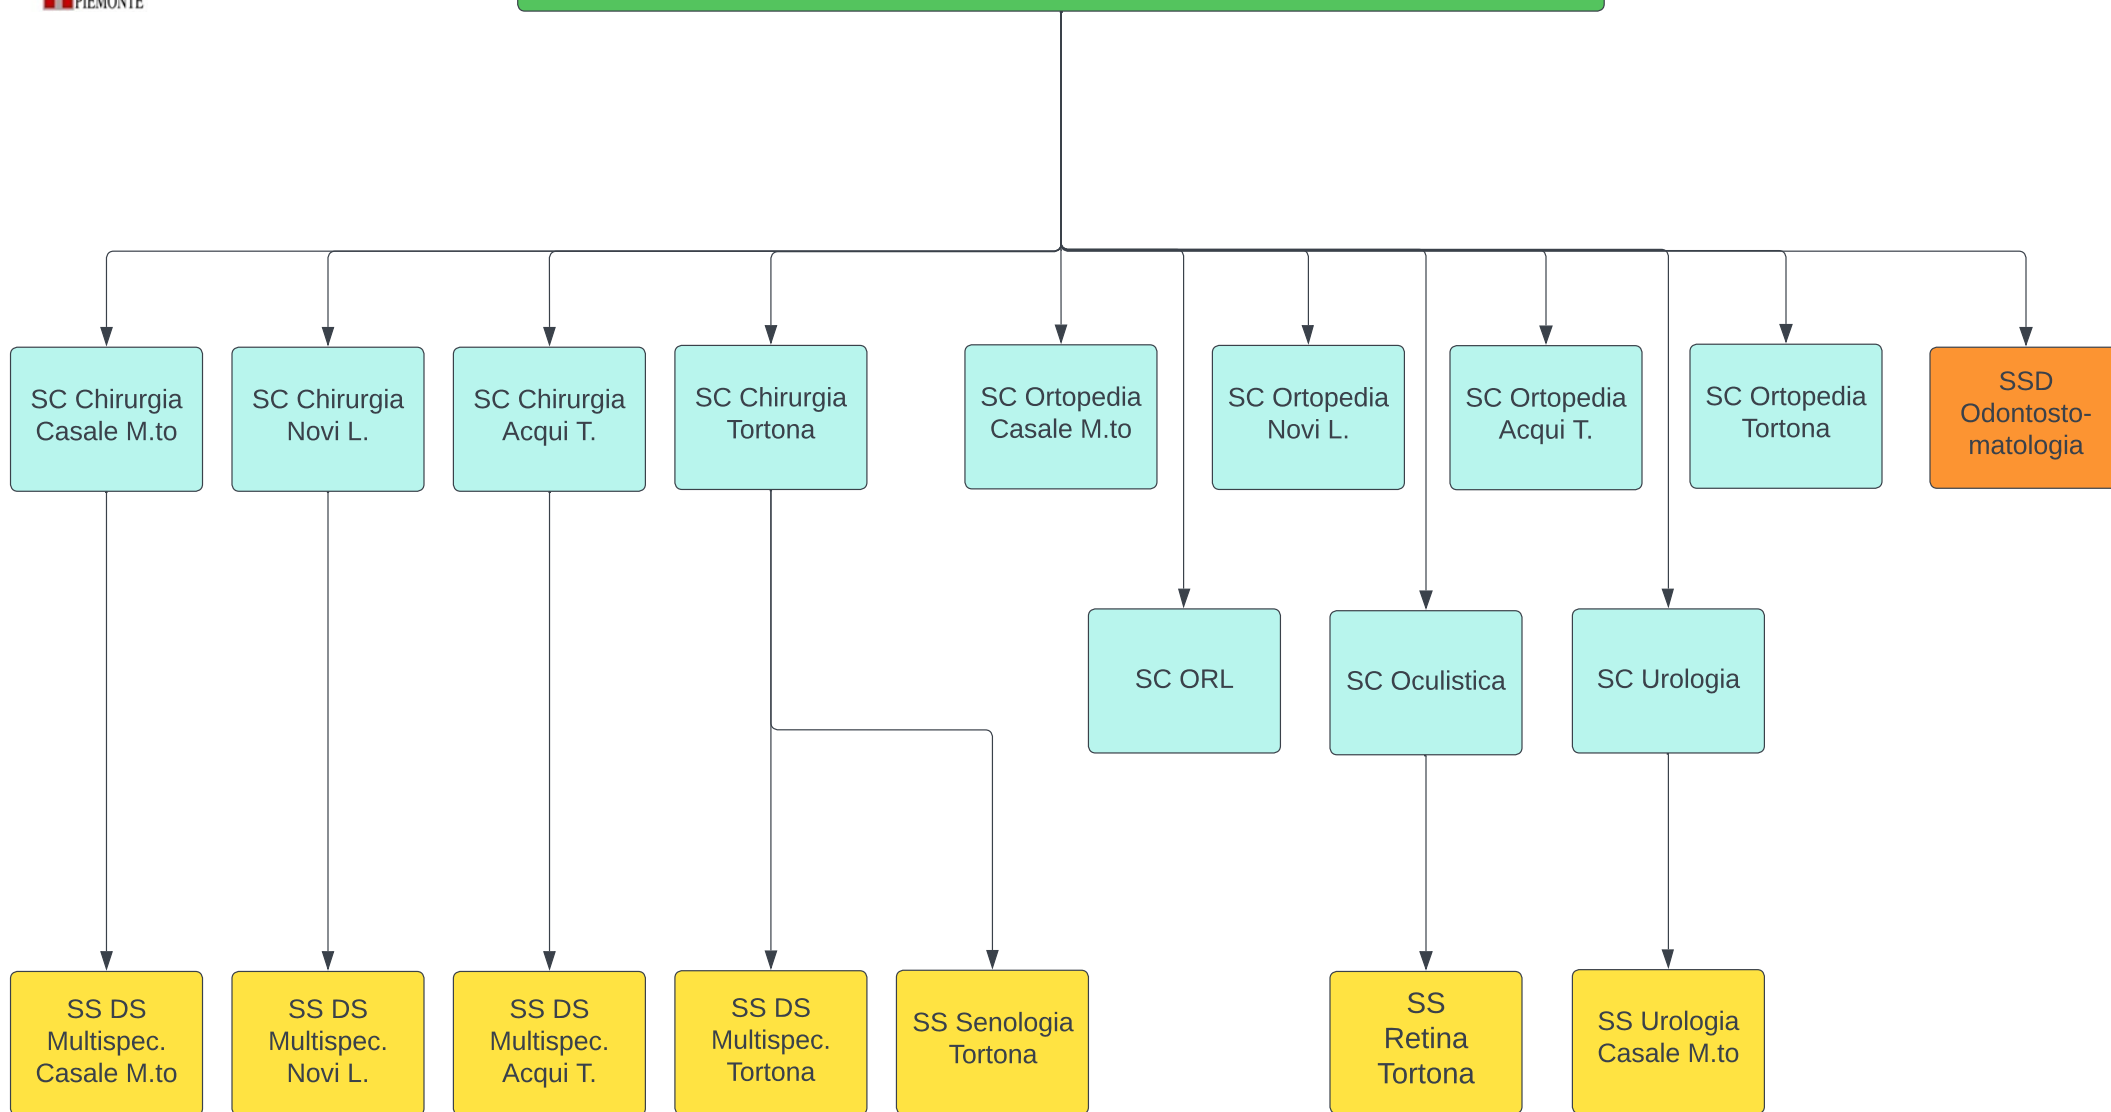 PIEMONTE
SC Chirurgia
Casale M.to
SC Chirurgia
Novi L.
SC Chirurgia
Acqui T.
SC Chirurgia
Tortona
SC Ortopedia
Casale M.to
SC Ortopedia
Novi L.
SC Ortopedia
Acqui T.
SC Ortopedia
Tortona
SSD
Odontosto-
matologia
SC ORL
SC Oculistica
SC Urologia
SS DS
Multispec.
Casale M.to
SS DS
Multispec.
Novi L.
SS DS
Multispec.
Acqui T.
SS DS
Multispec.
Tortona
SS Senologia
Tortona
SS
Retina
Tortona
SS Urologia
Casale M.to